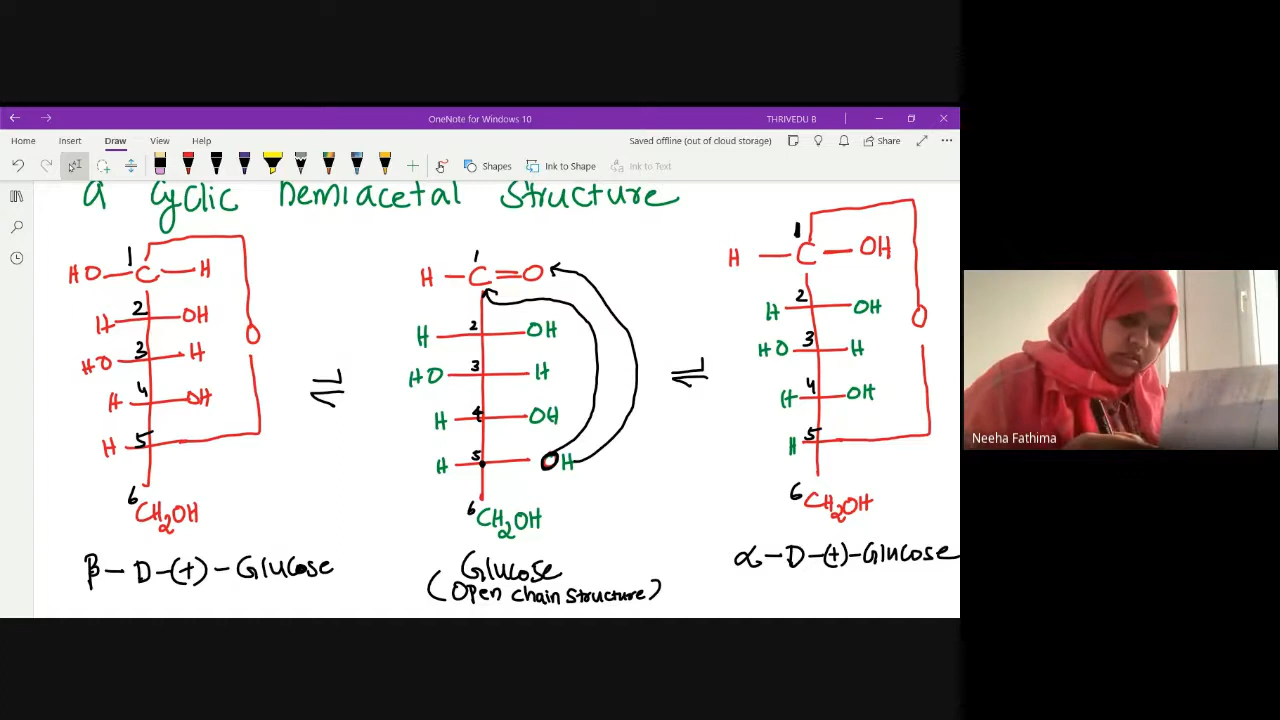 OneNote for Windows 10
THRIVEDU B
Home Insert Draw View Help
Saved offline (out of cloud storage)
Share
Shapes
Ink to Shape
Ink to Text
A Cyclic Hemiacetal Structure
1
HO C H
2
H OH
3
HO H
O
4
H OH
5
H
6
CH2OH
β-D-(+)-Glucose
1
H C O
2
H OH
3
HO H
4
H OH
5
H OH
6
CH2OH
Glucose
(Open chain structure)
1
H C OH
2
H OH
O
3
HO H
4
H OH
5
H
6
CH2OH
α-D-(+)-Glucose
Neeha Fathima